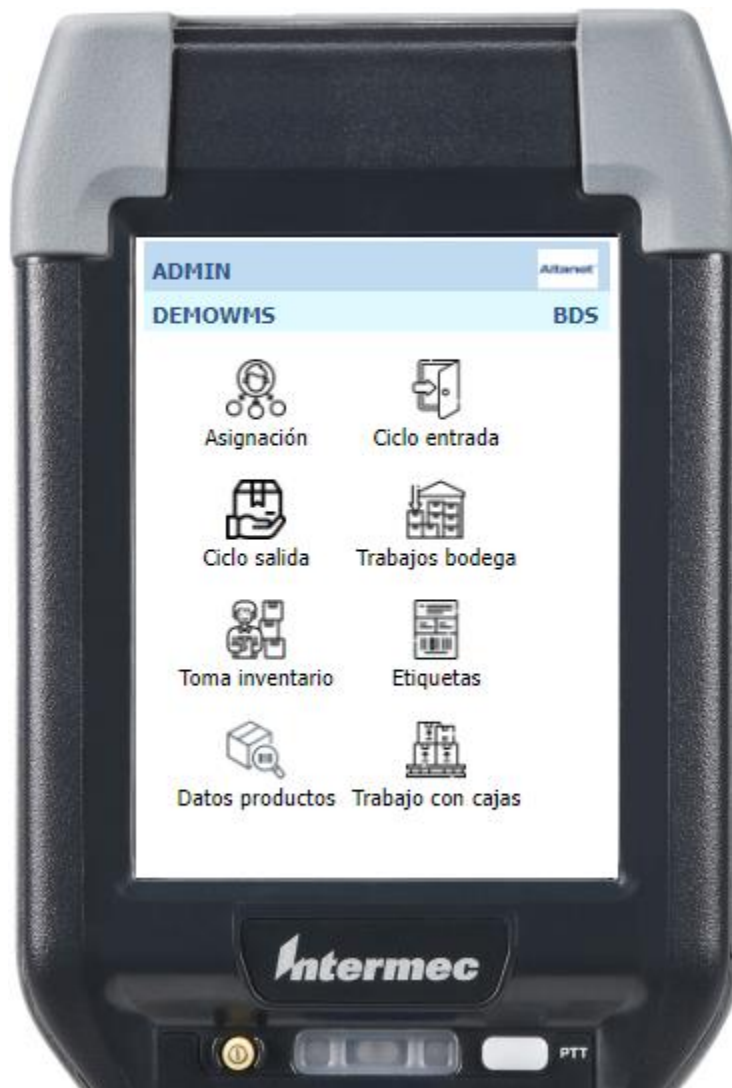 ADMIN
Altanet
DEMOWMS BDS
Asignación Ciclo entrada
Ciclo salida Trabajos bodega
Toma inventario Etiquetas
Datos productos Trabajo con cajas
Intermec
PTT